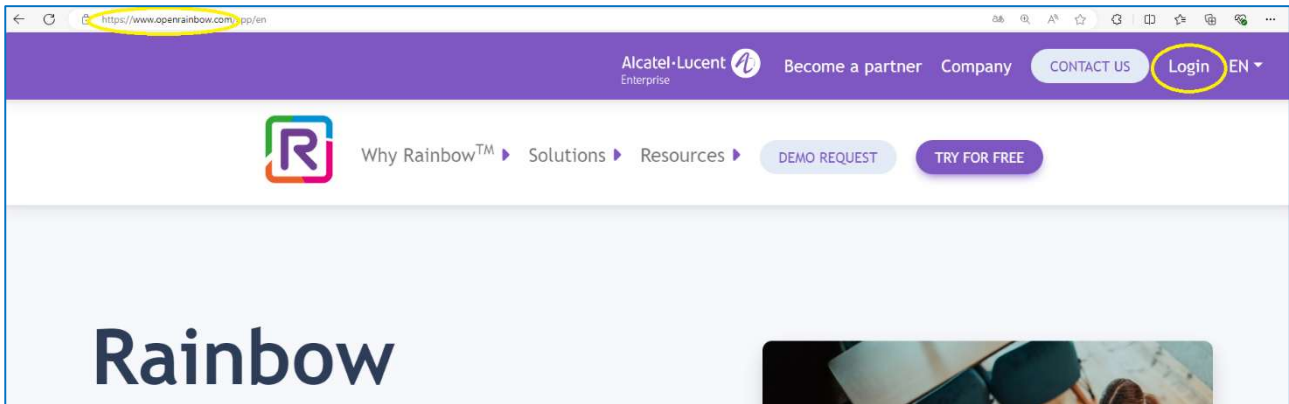 https://www.openrainbow.com/app/en
Alcatel·Lucent
Enterprise
Become a partner Company CONTACT US Login EN
R
Why Rainbow™ Solutions Resources DEMO REQUEST TRY FOR FREE
Rainbow